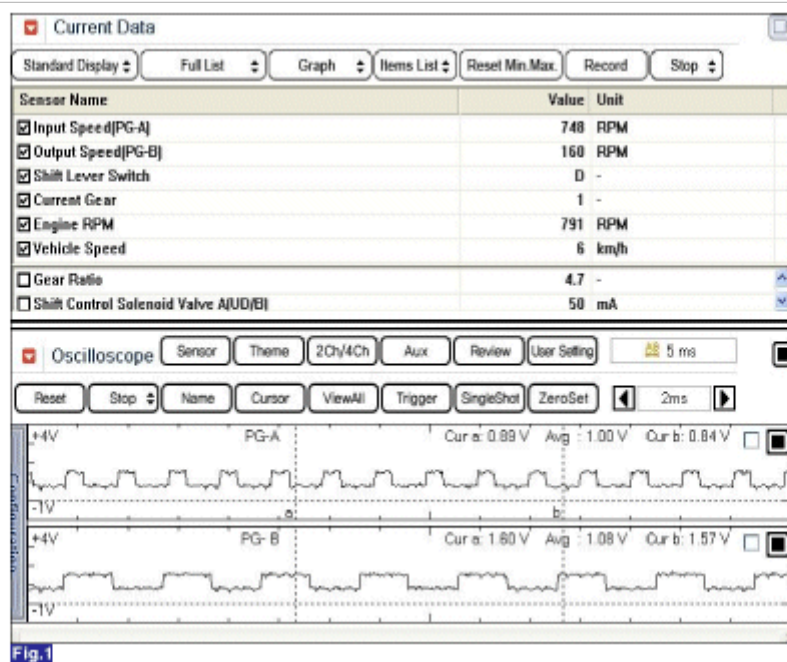 Current Data
Standard Display Full List Graph Items List Reset Min.Max. Record Stop
Sensor Name Value Unit
Input Speed(PG-A) 748 RPM
Output Speed(PG-B) 160 RPM
Shift Lever Switch D -
Current Gear 1 -
Engine RPM 791 RPM
Vehicle Speed 6 km/h
Gear Ratio 4.7 -
Shift Control Solenoid Valve A(UD/B) 50 mA
Oscilloscope Sensor Theme 2Ch/4Ch Aux Review User Setting 5 ms
Reset Stop Name Cursor ViewAll Trigger SingleShot ZeroSet 2ms
+4V PG-A Cur a: 0.89 V Avg : 1.00 V Cur b: 0.84 V
-1V a b
+4V PG- B Cur a: 1.60 V Avg : 1.08 V Cur b: 1.57 V
-1V
Configuration
Fig.1